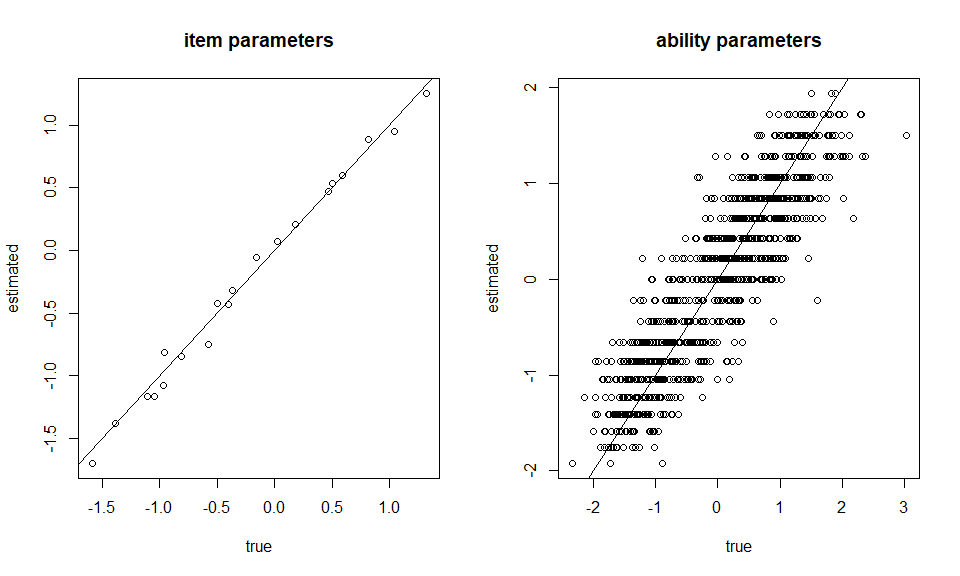 item parameters
estimated
1.0
0.5
0.0
-0.5
-1.0
-1.5
-1.5 -1.0 -0.5 0.0 0.5 1.0
true
ability parameters
estimated
2
1
0
-1
-2
-2 -1 0 1 2 3
true